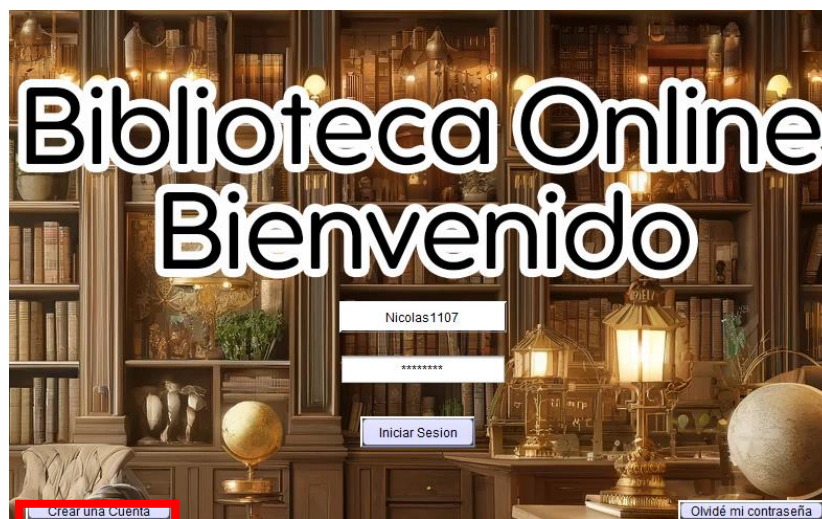 Biblioteca Online
Bienvenido
Nicolas1107
********
Iniciar Sesion
Crear una Cuenta
Olvidé mi contraseña